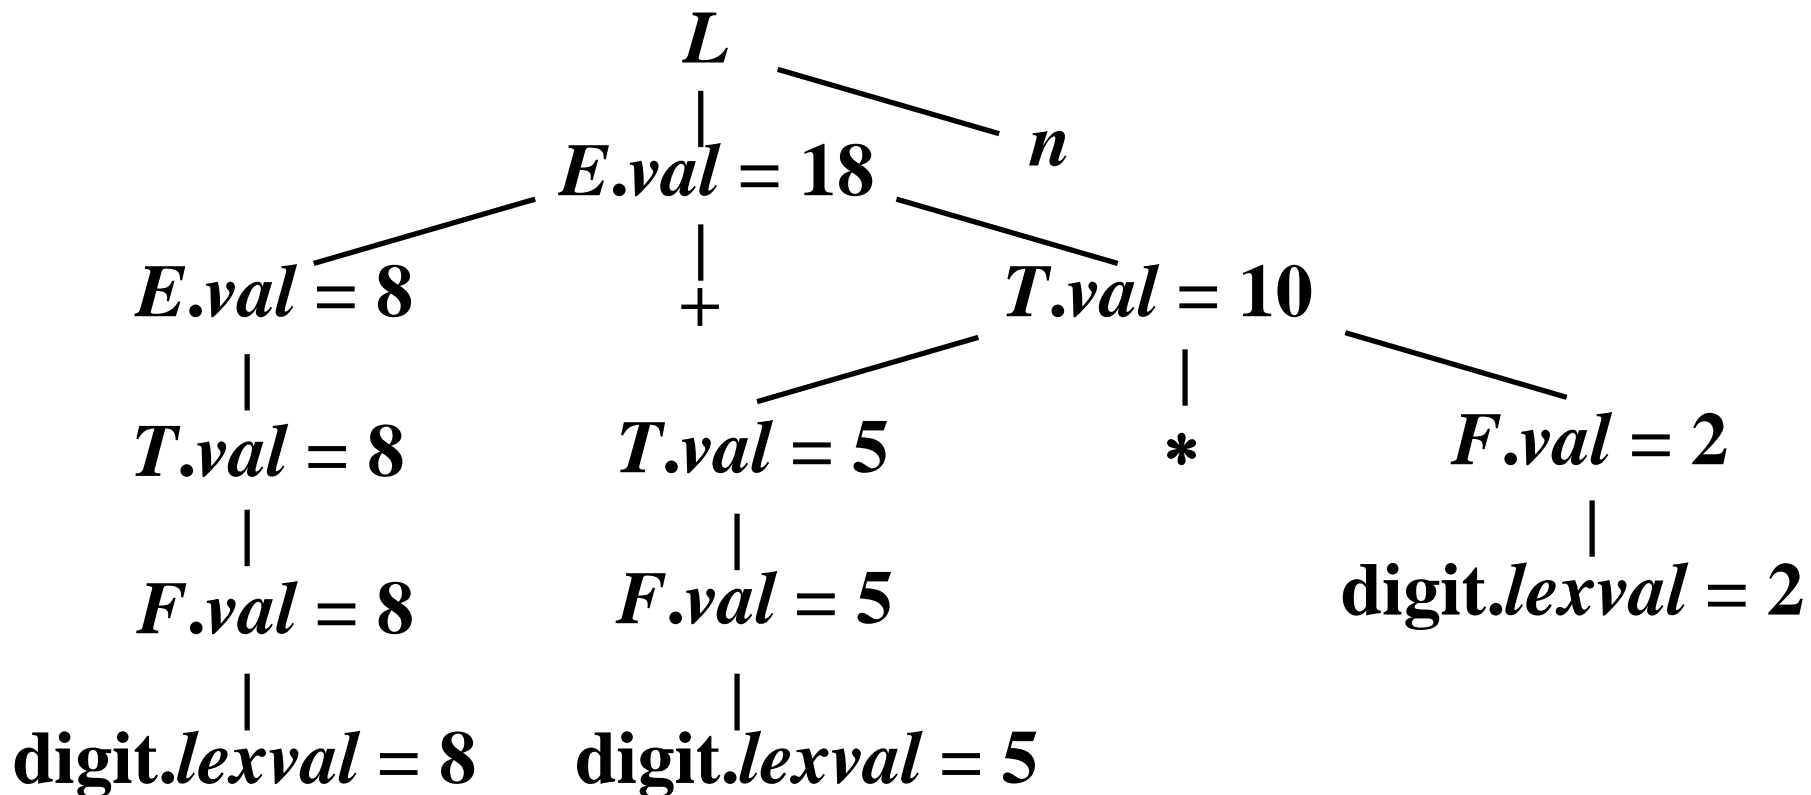 L
n
E.val = 18
E.val = 8
+
T.val = 10
T.val = 8
T.val = 5
*
F.val = 2
F.val = 8
F.val = 5
digit.lexval = 2
digit.lexval = 8
digit.lexval = 5